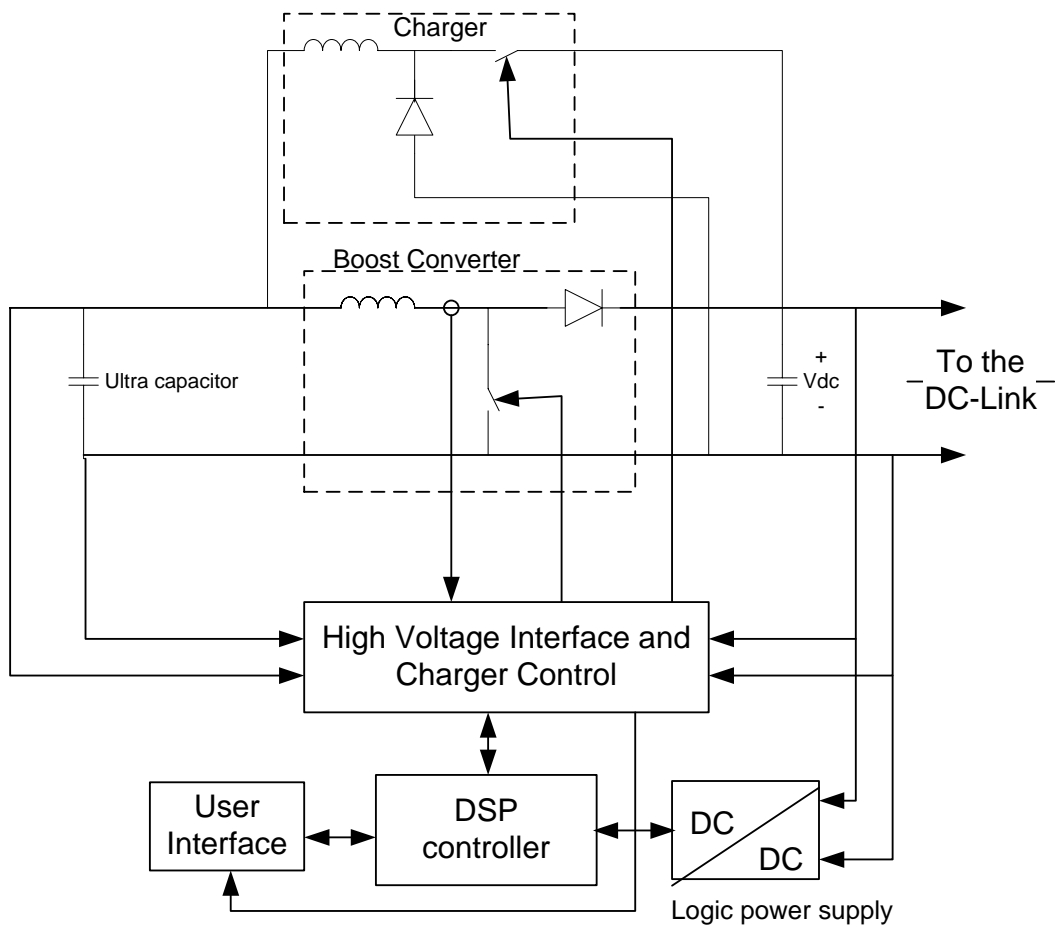 Charger
Boost Converter
Ultra capacitor
+
Vdc
-
To the
DC-Link
High Voltage Interface and
Charger Control
User
Interface
DSP
controller
DC
DC
Logic power supply